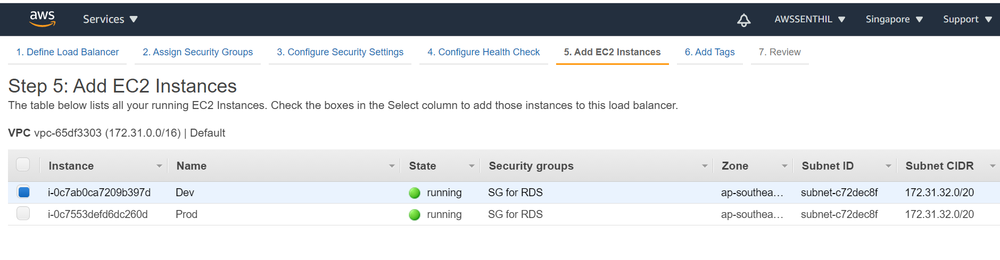 aws Services AWSSENTHIL Singapore Support
1. Define Load Balancer 2. Assign Security Groups 3. Configure Security Settings 4. Configure Health Check 5. Add EC2 Instances 6. Add Tags 7. Review
Step 5: Add EC2 Instances
The table below lists all your running EC2 Instances. Check the boxes in the Select column to add those instances to this load balancer.
VPC vpc-65df3303 (172.31.0.0/16) | Default
Instance Name State Security groups Zone Subnet ID Subnet CIDR
i-0c7ab0ca7209b397d Dev running SG for RDS ap-southea... subnet-c72dec8f 172.31.32.0/20
i-0c7553defd6dc260d Prod running SG for RDS ap-southea... subnet-c72dec8f 172.31.32.0/20